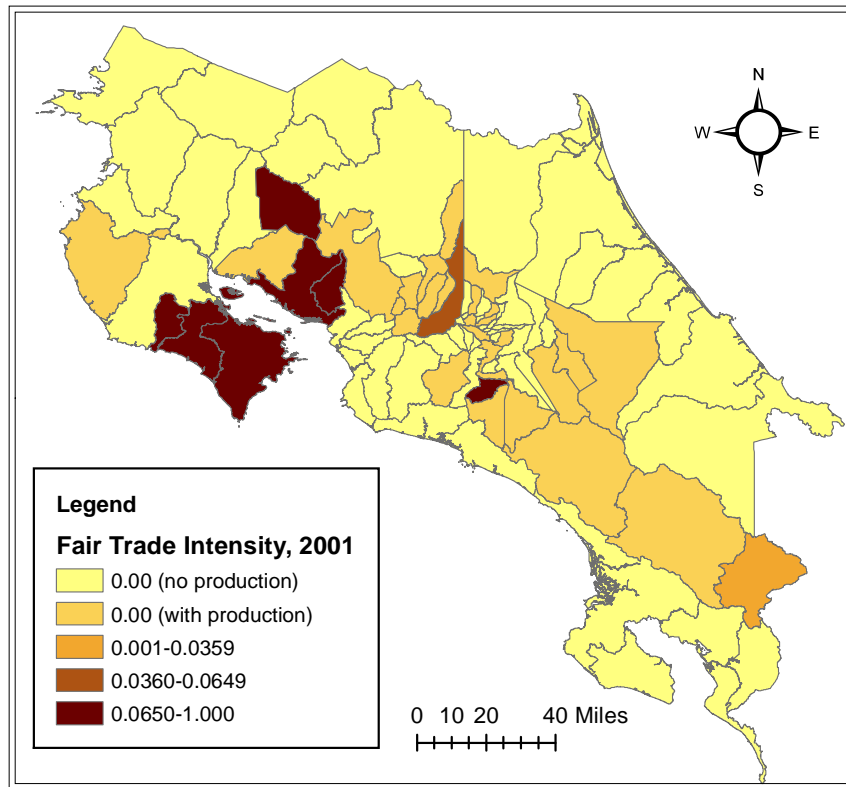 N
W E
S
Legend
Fair Trade Intensity, 2001
0.00 (no production)
0.00 (with production)
0.001-0.0359
0.0360-0.0649
0.0650-1.000
0 10 20 40 Miles